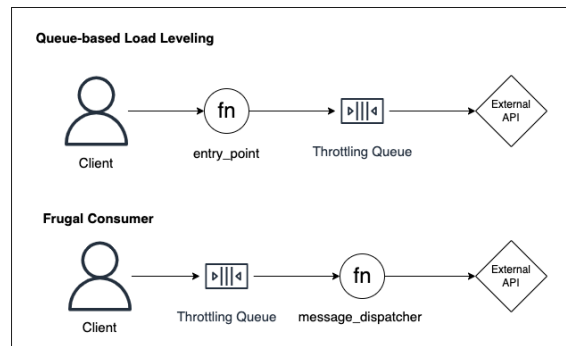 Queue-based Load Leveling
Client
fn
entry_point
Throttling Queue
External
API
Frugal Consumer
Client
Throttling Queue
fn
message_dispatcher
External
API